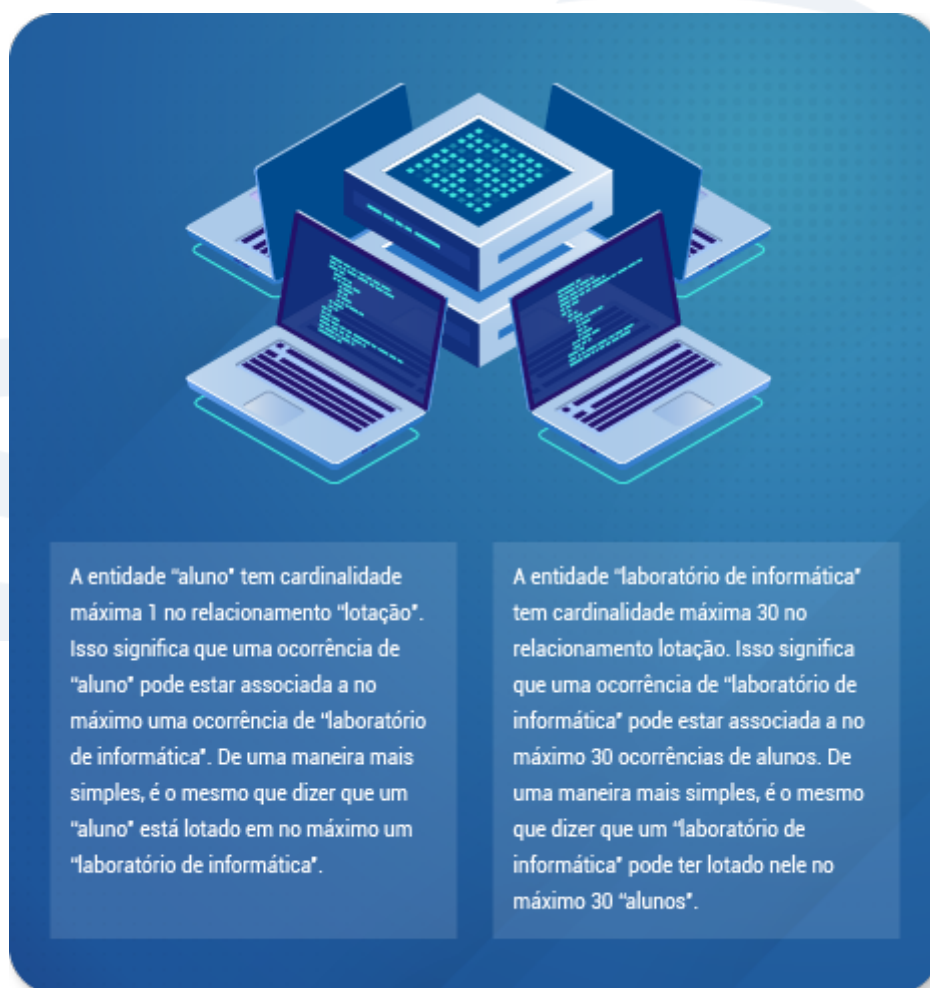 A entidade “aluno” tem cardinalidade
máxima 1 no relacionamento “lotação”.
Isso significa que uma ocorrência de
“aluno” pode estar associada a no
máximo uma ocorrência de “laboratório
de informática”. De uma maneira mais
simples, é o mesmo que dizer que um
“aluno” está lotado em no máximo um
“laboratório de informática”.
A entidade “laboratório de informática”
tem cardinalidade máxima 30 no
relacionamento lotação. Isso significa
que uma ocorrência de “laboratório de
informática” pode estar associada a no
máximo 30 ocorrências de alunos. De
uma maneira mais simples, é o mesmo
que dizer que um “laboratório de
informática” pode ter lotado nele no
máximo 30 “alunos”.